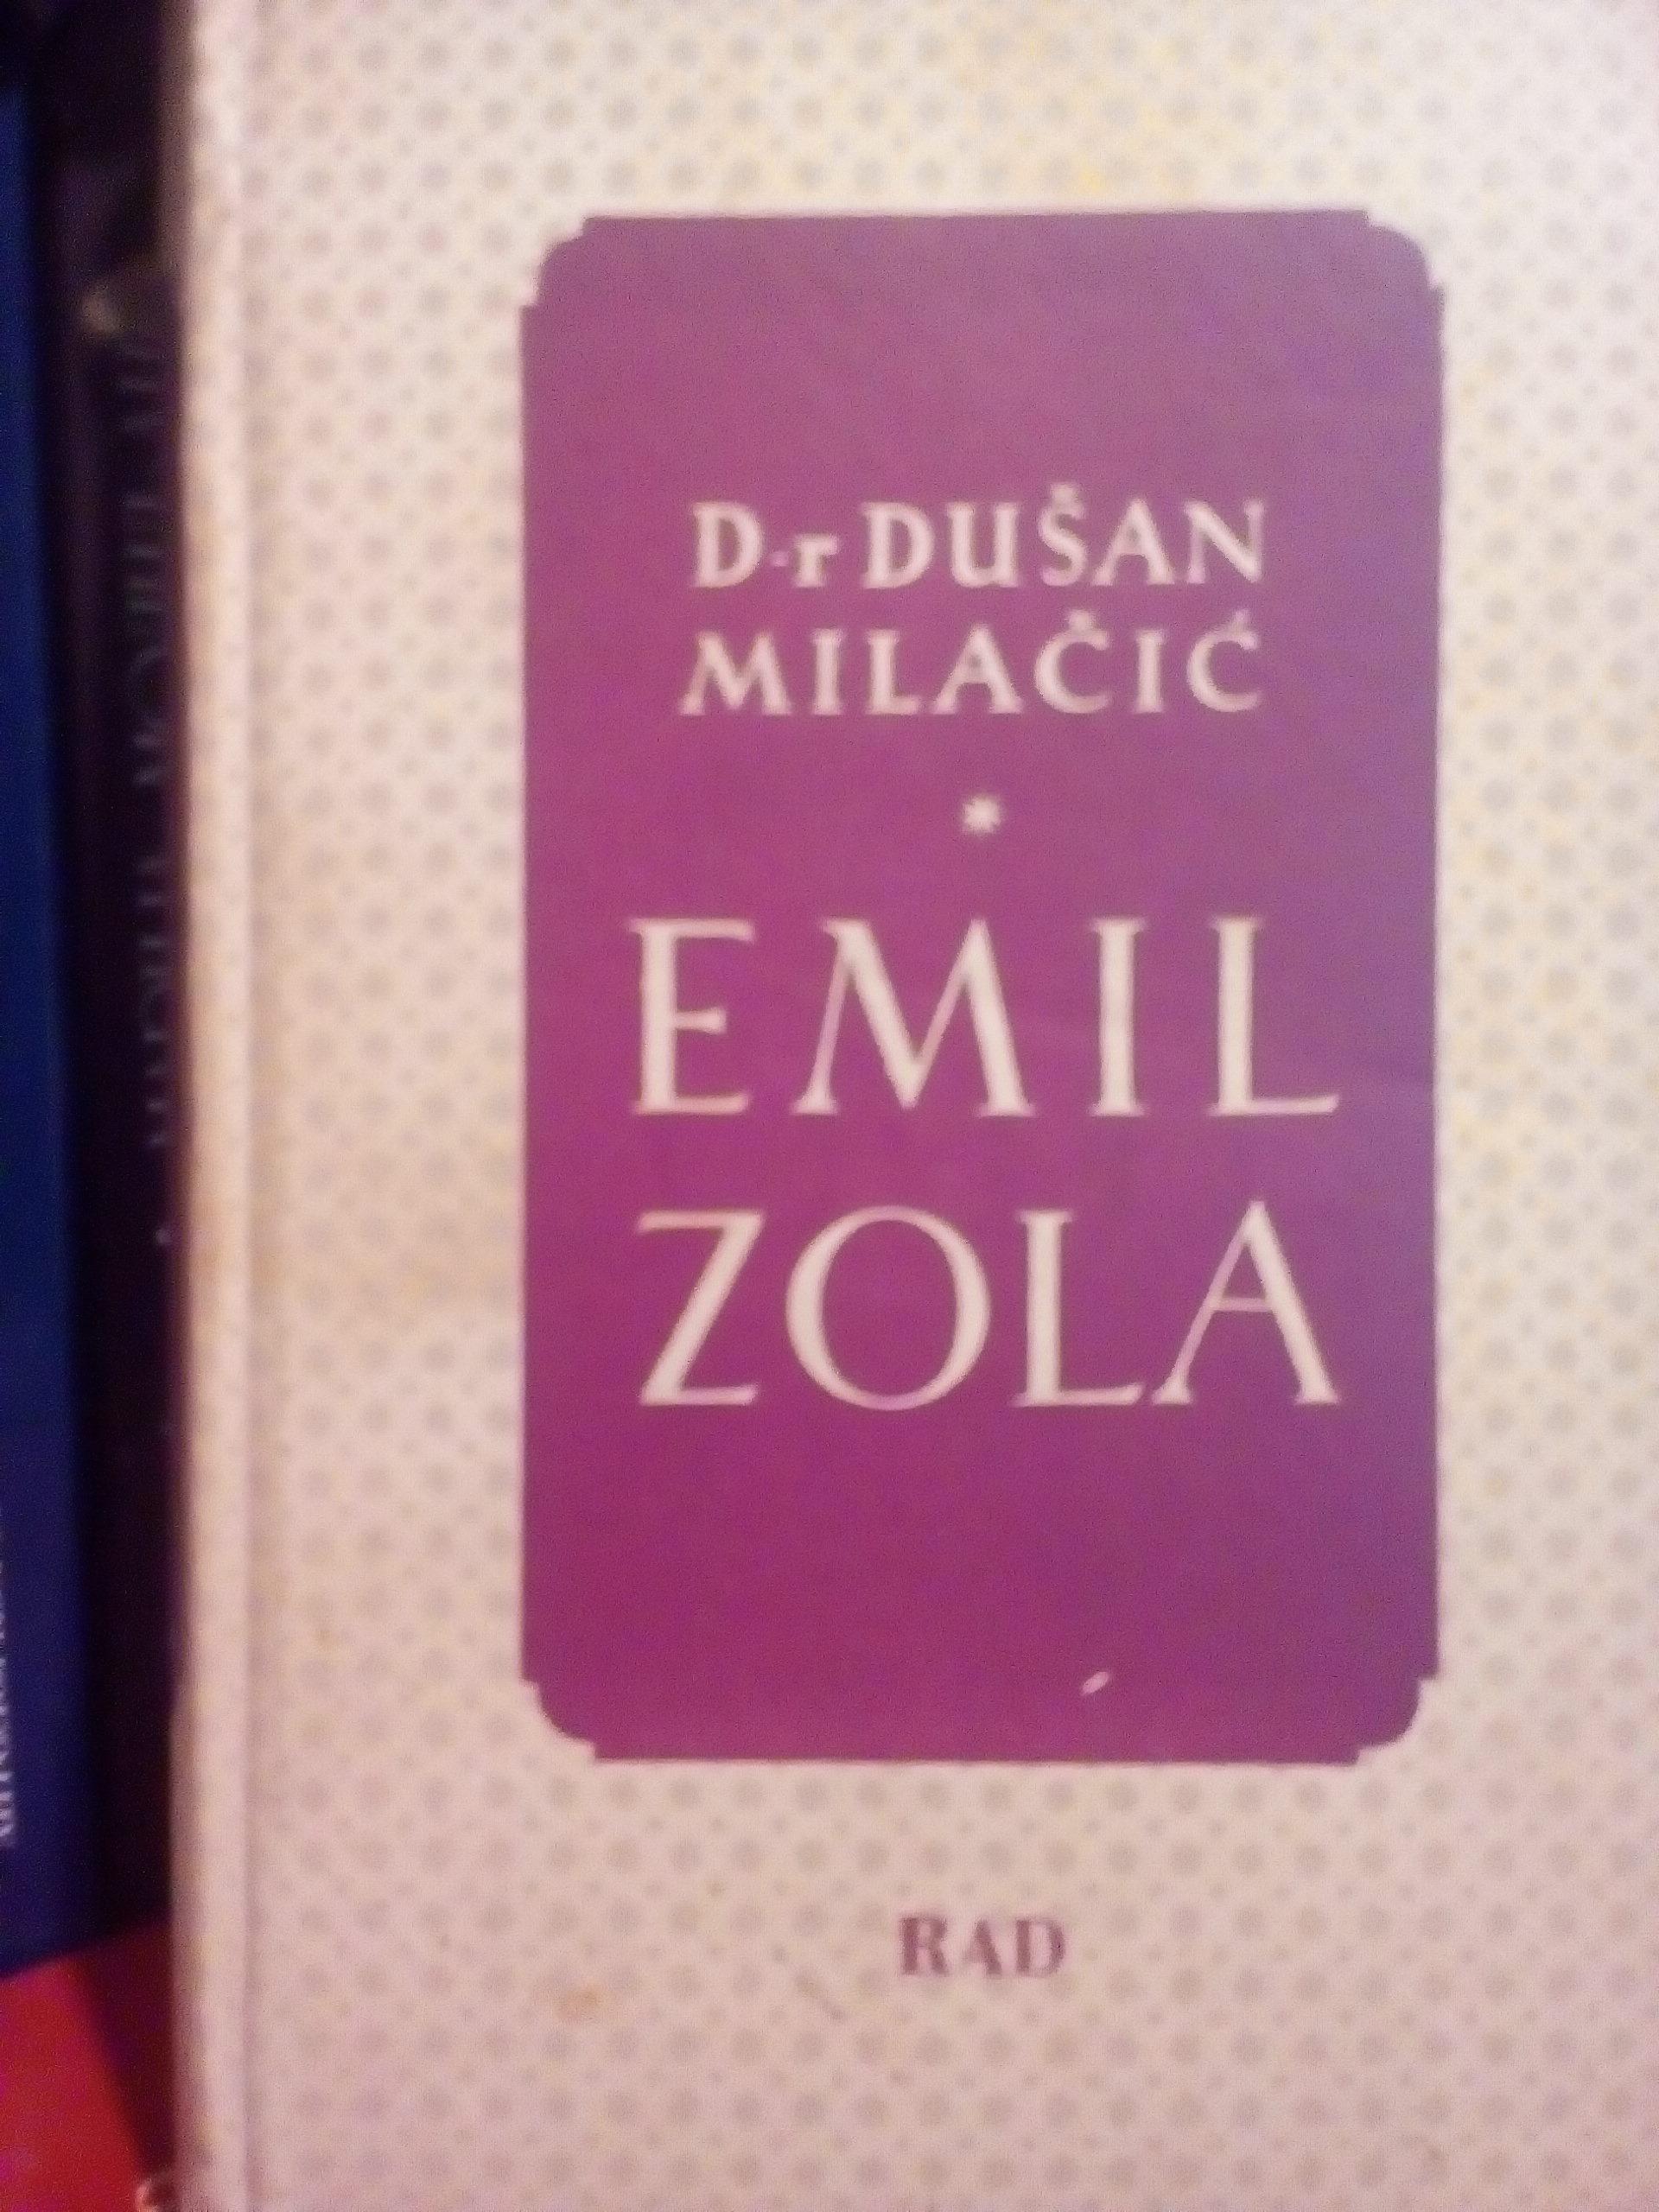 D-r DUŠAN
MILAČIĆ
*
EMIL
ZOLA
RAD